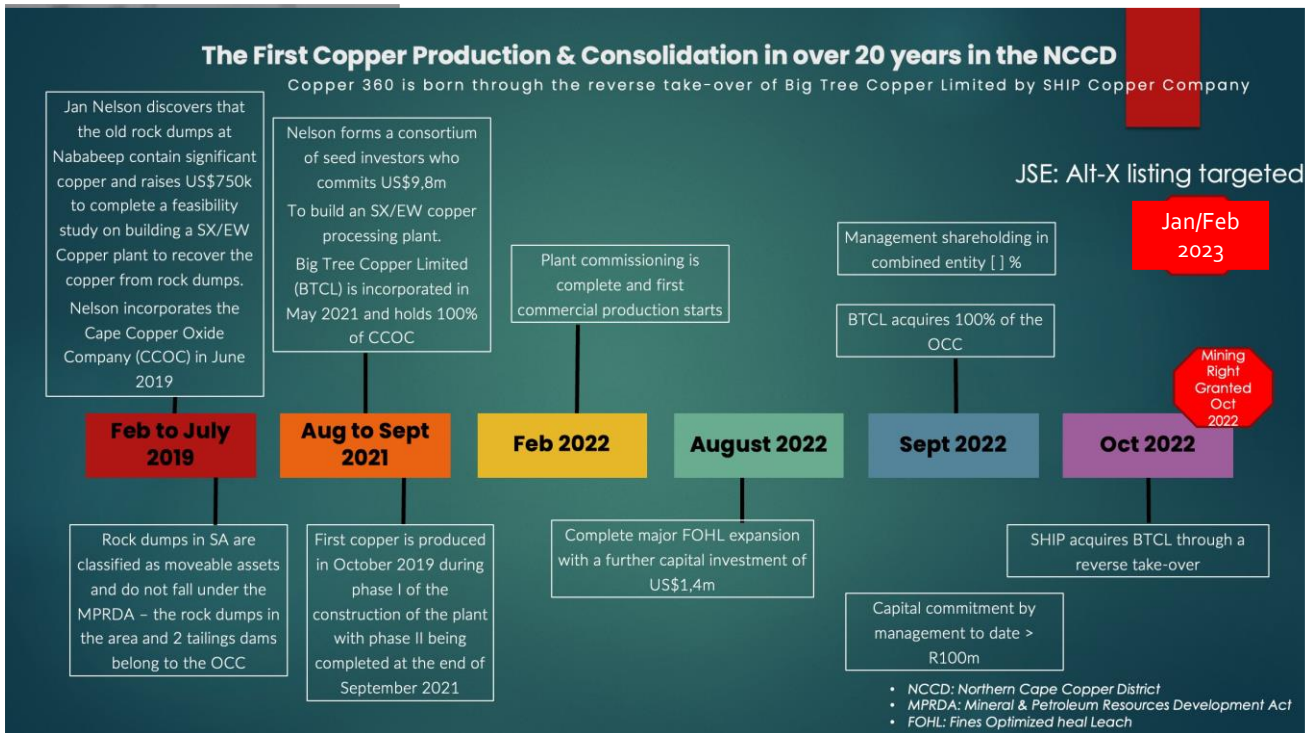 The First Copper Production & Consolidation in over 20 years in the NCCD
Copper 360 is born through the reverse take-over of Big Tree Copper Limited by SHIP Copper Company
Jan Nelson discovers that
the old rock dumps at
Nababeep contain significant
copper and raises US$750k
to complete a feasibility
study on building a SX/EW
Copper plant to recover the
copper from rock dumps.
Nelson incorporates the
Cape Copper Oxide
Company (CCOC) in June
2019
Nelson forms a consortium
of seed investors who
commits US$9,8m
To build an SX/EW copper
processing plant.
Big Tree Copper Limited
(BTCL) is incorporated in
May 2021 and holds 100%
of CCOC
Plant commissioning is
complete and first
commercial production starts
Management shareholding in
combined entity [ ] %
BTCL acquires 100% of the
OCC
JSE: Alt-X listing targeted
Jan/Feb
2023
Mining
Right
Granted
Oct
2022
Feb to July
2019
Aug to Sept
2021
Feb 2022
August 2022
Sept 2022
Oct 2022
Rock dumps in SA are
classified as moveable assets
and do not fall under the
MPRDA – the rock dumps in
the area and 2 tailings dams
belong to the OCC
First copper is produced
in October 2019 during
phase I of the
construction of the plant
with phase II being
completed at the end of
September 2021
Complete major FOHL expansion
with a further capital investment of
US$1,4m
Capital commitment by
management to date >
R100m
SHIP acquires BTCL through a
reverse take-over
• NCCD: Northern Cape Copper District
• MPRDA: Mineral & Petroleum Resources Development Act
• FOHL: Fines Optimized heal Leach